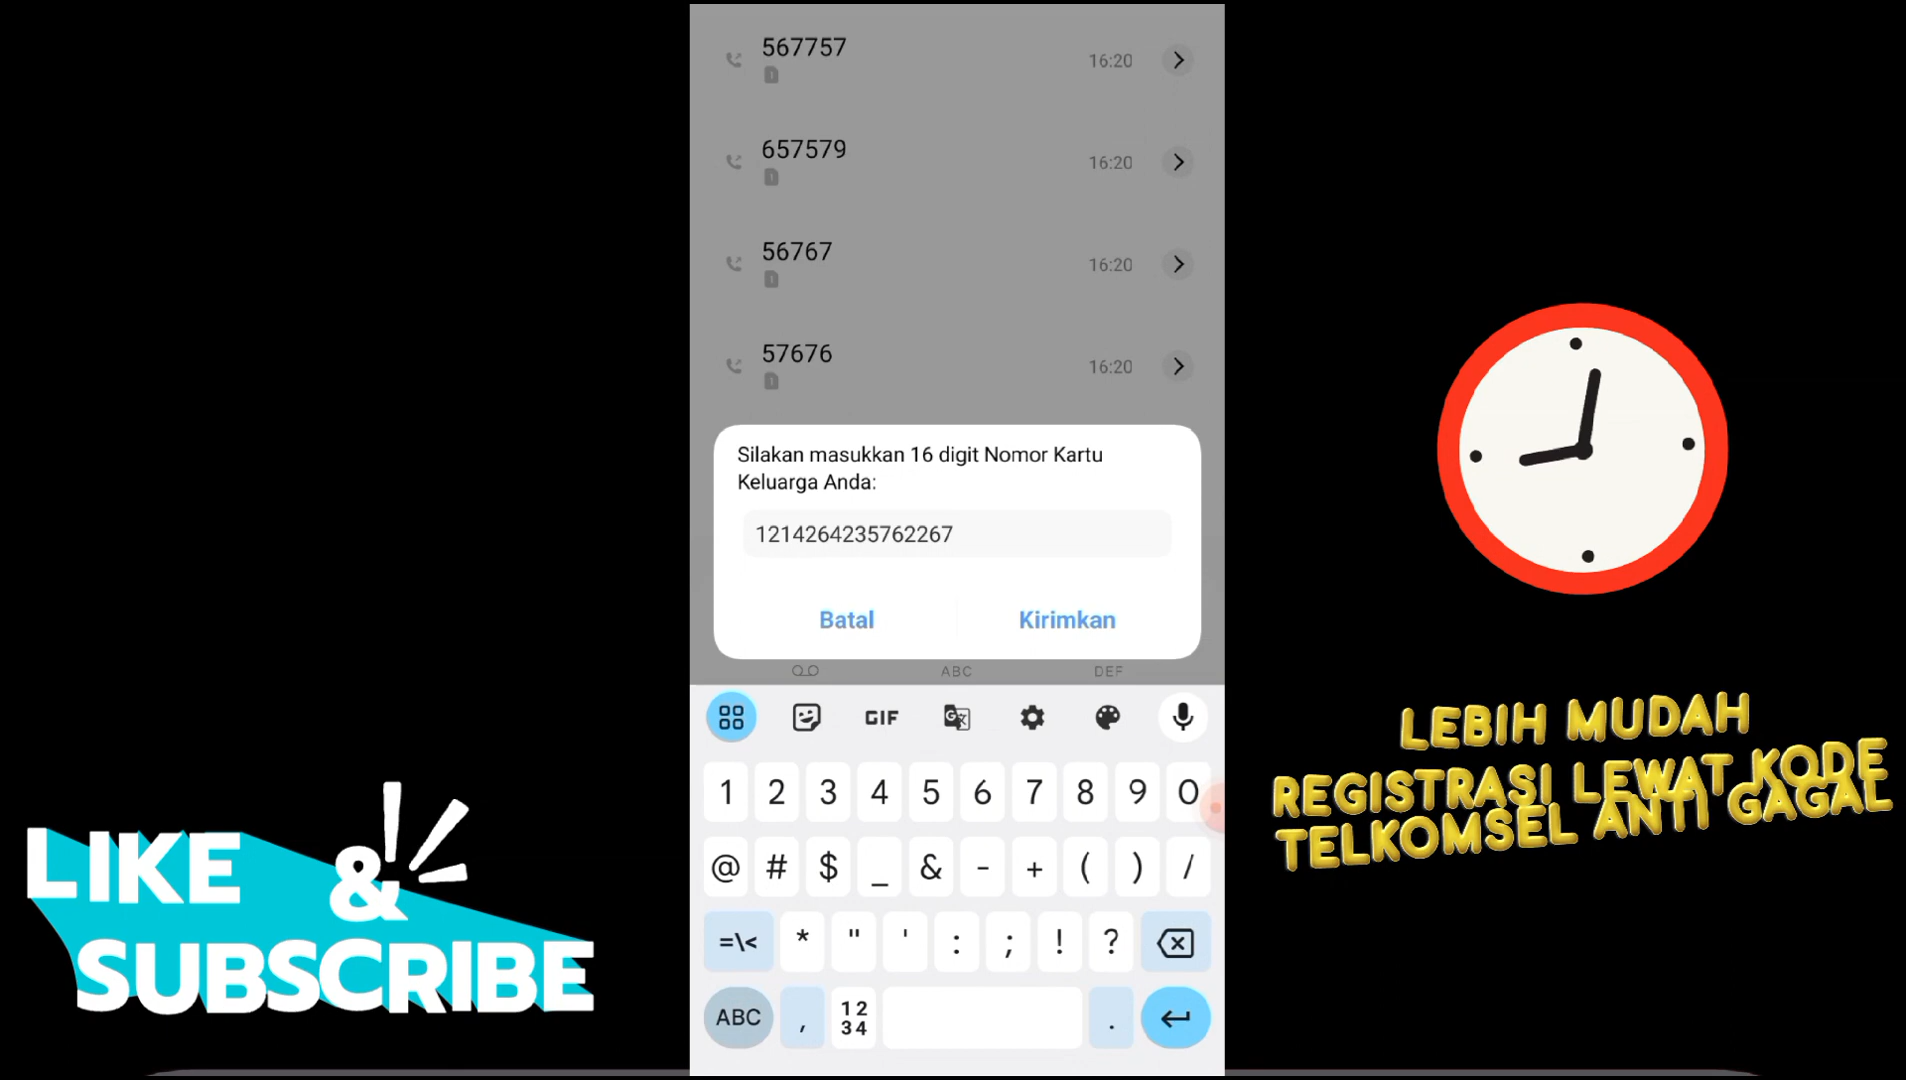 567757
16:20
657579
16:20
56767
16:20
57676
16:20
Silakan masukkan 16 digit Nomor Kartu
Keluarga Anda:
1214264235762267
Batal Kirimkan
ABC DEF
GIF
1 2 3 4 5 6 7 8 9 0
@ # $ _ & - + ( ) /
=\< * " ' : ; ! ?
ABC , 12 .
34
LIKE &
SUBSCRIBE
LEBIH MUDAH
REGISTRASI LEWAT KODE
TELKOMSEL ANTI GAGAL